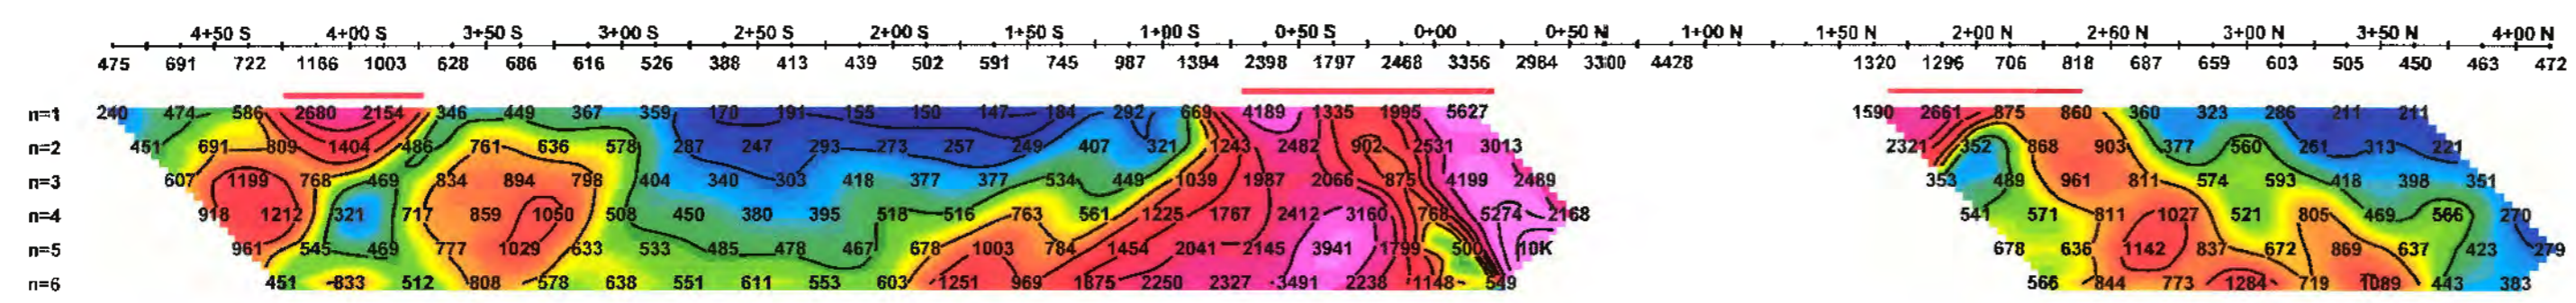 4+50 S 4+00 S 3+50 S 3+00 S 2+50 S 2+00 S 1+50 S 1+00 S 0+50 S 0+00 0+50 N 1+00 N 1+50 N 2+00 N 2+60 N 3+00 N 3+50 N 4+00 N
475 691 722 1166 1003 628 686 616 526 388 413 439 502 591 745 987 1394 2398 1797 2468 3356 2984 3300 4428 1320 1296 706 818 687 659 603 505 450 463 472
n=1 240 474 586 2680 2154 346 449 367 359 170 191 155 150 147 184 292 669 4189 1335 1995 5627 1590 2661 875 860 360 323 286 211 211
n=2 451 691 809 1404 486 761 636 578 287 247 293 273 257 249 407 321 1243 2482 902 2531 3013 2321 352 868 903 377 560 261 313 221
n=3 607 1199 768 469 834 894 798 404 340 303 418 377 377 534 449 1039 1987 2066 875 4199 2489 353 489 961 811 574 593 418 398 351
n=4 918 1212 321 717 859 1050 508 450 380 395 518 516 763 561 1225 1767 2412 3160 768 5274 2168 541 571 811 1027 521 805 469 566 270
n=5 961 545 469 777 1029 633 533 485 478 467 678 1003 784 1454 2041 2145 3941 1799 500 10K 678 636 1142 837 672 869 637 423 279
n=6 451 833 512 808 578 638 551 611 553 603 1251 969 1875 2250 2327 3491 2238 1148 549 566 844 773 1284 719 1089 443 383